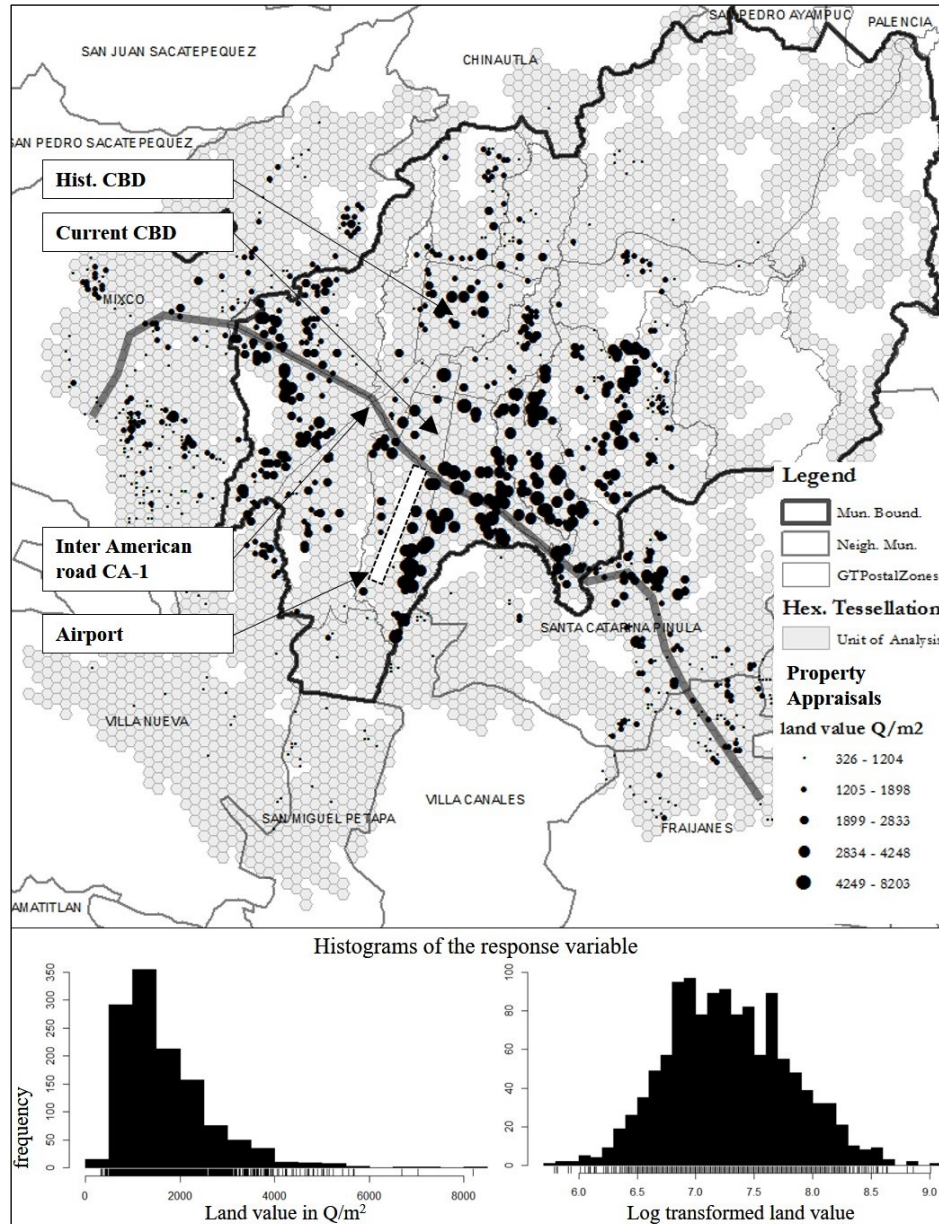 SAN PEDRO AYAMPUC
PALENCIA
SAN JUAN SACATEPEQUEZ
CHINAUTLA
SAN PEDRO SACATEPEQUEZ
Hist. CBD
Current CBD
MIXCO
Inter American
road CA-1
Airport
SANTA CATARINA PINULA
VILLA NUEVA
VILLA CANALES
SAN MIGUEL PETAPA
FRAIJANES
AMATITLAN
Legend
Mun. Bound.
Neigh. Mun.
GTPostalZones
Hex. Tessellation
Unit of Analysis
Property
Appraisals
land value Q/m2
326 - 1204
1205 - 1898
1899 - 2833
2834 - 4248
4249 - 8203
Histograms of the response variable
frequency
350
300
250
200
150
100
50
0
0 2000 4000 6000 8000
Land value in Q/m²
100
80
60
40
20
0
6.0 6.5 7.0 7.5 8.0 8.5 9.0
Log transformed land value